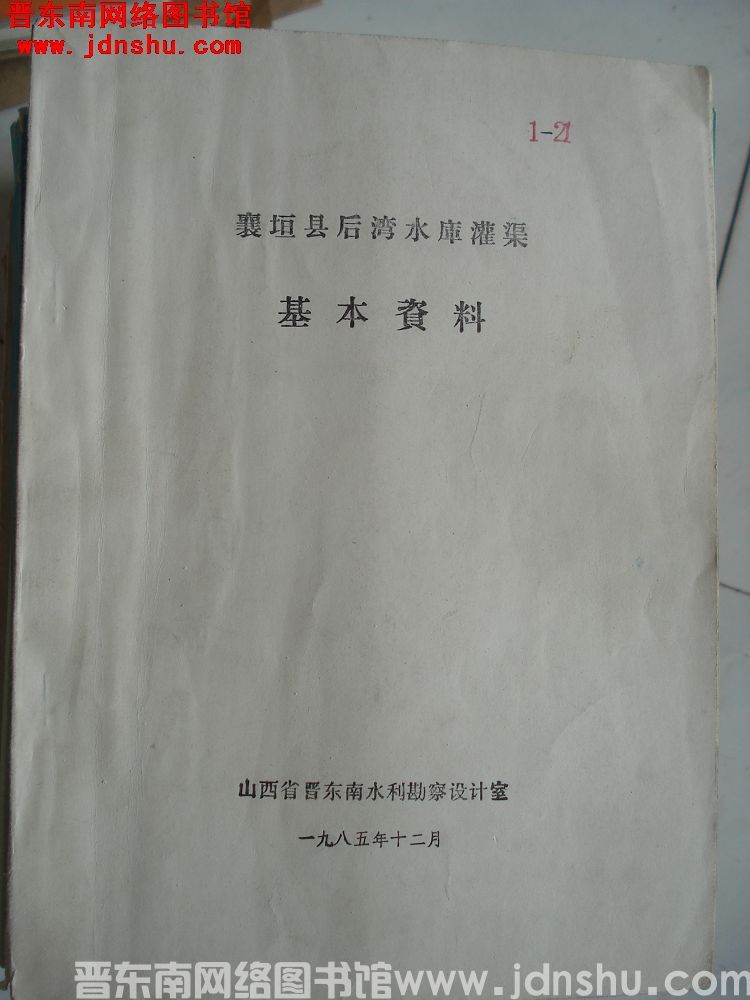 晋东南网络图书馆
www.jdnshu.com
1-21
襄垣县后湾水庫灌渠
基本資料
山西省晋东南水利勘察设计室
一九八五年十二月
晋东南网络图书馆www.jdnshu.com